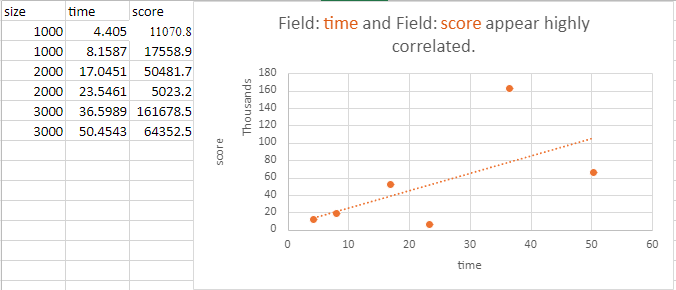 size time score
1000 4.405 11070.8
1000 8.1587 17558.9
2000 17.0451 50481.7
2000 23.5461 5023.2
3000 36.5989 161678.5
3000 50.4543 64352.5
Field: time and Field: score appear highly
correlated.
Thousands
score
180
160
140
120
100
80
60
40
20
0
0 10 20 30 40 50 60
time